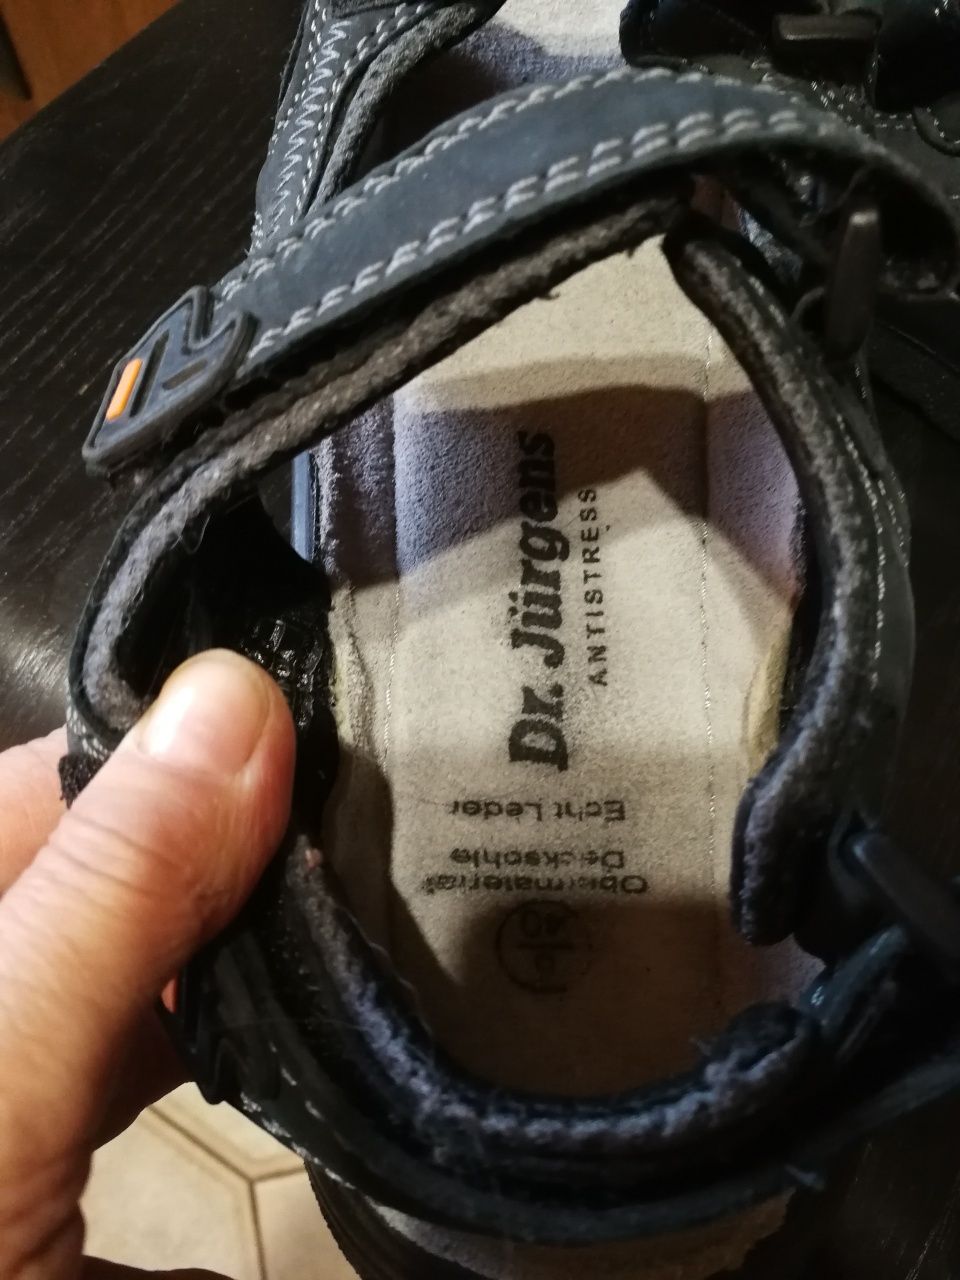 Dr. Jürgens
ANTISTRESS
Echt Leder
Decksohle
Obermaterial